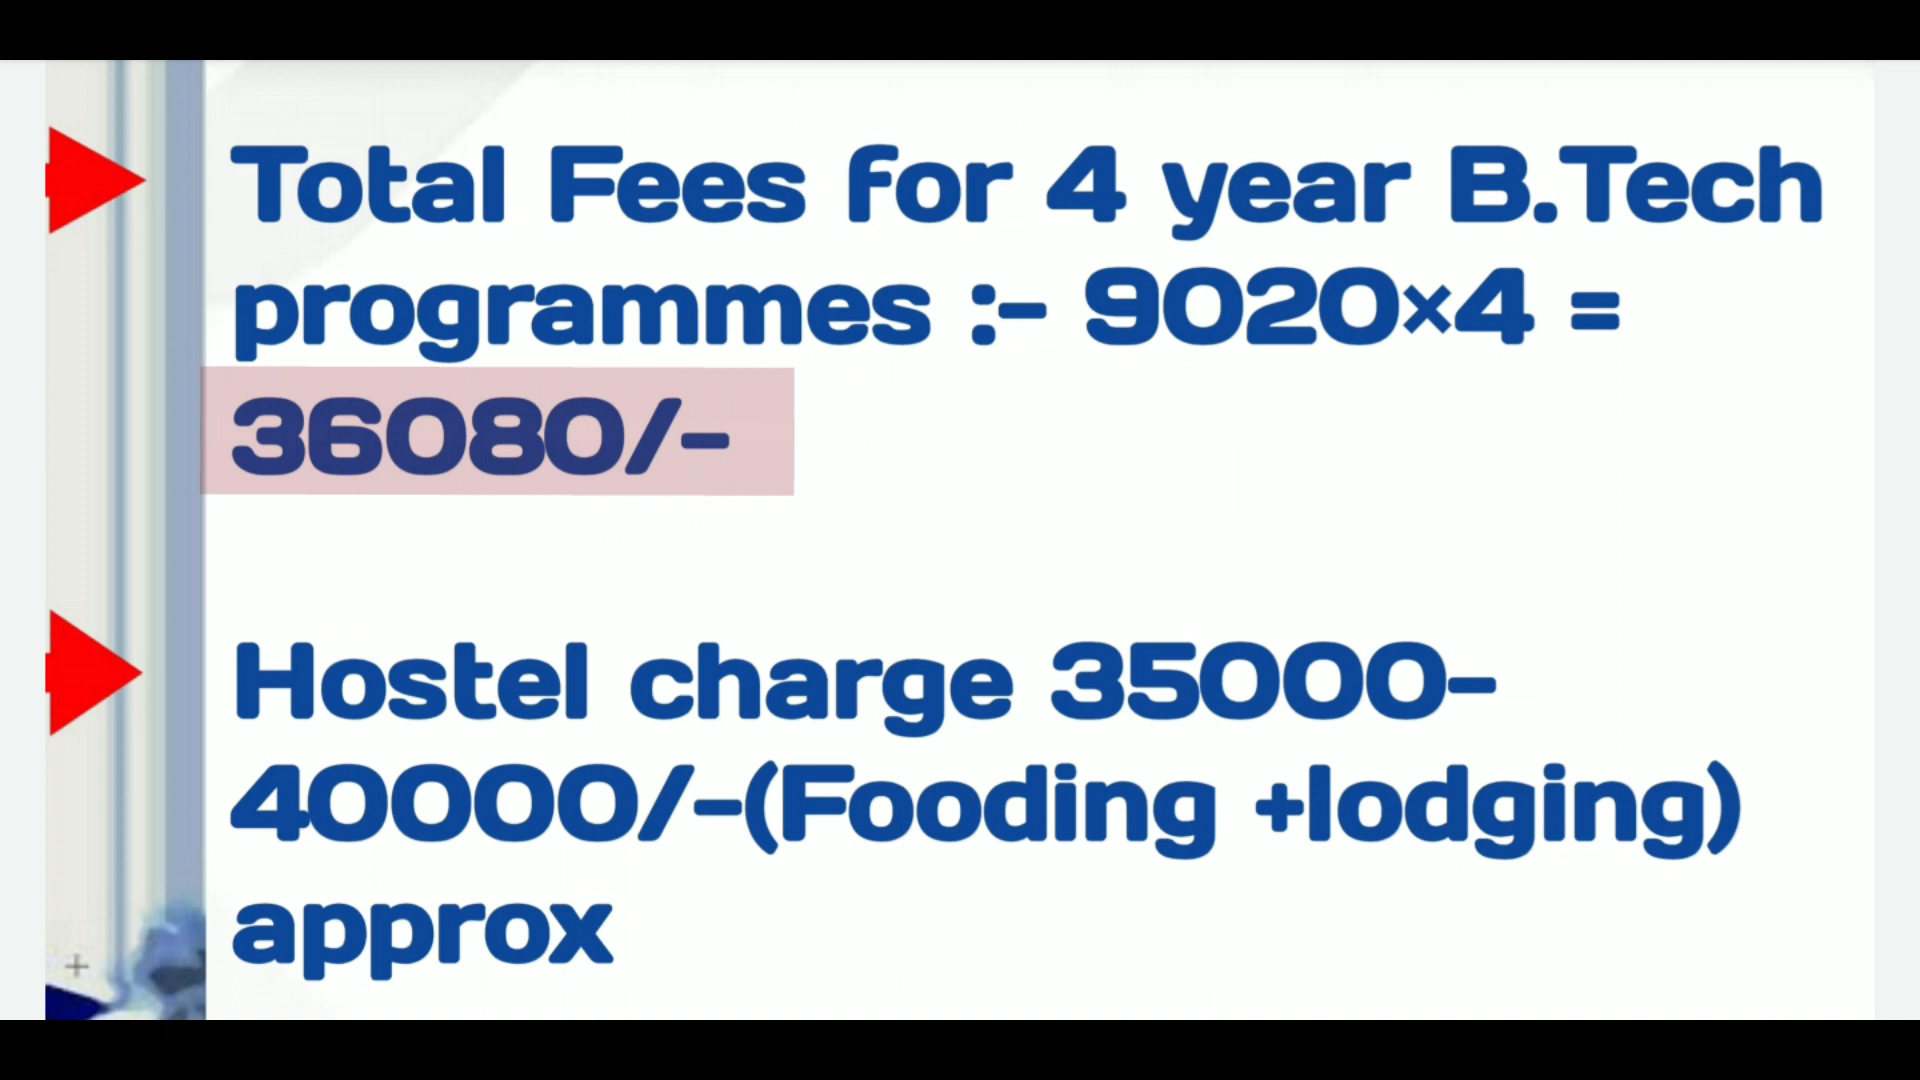 Total Fees for 4 year B.Tech
programmes :- 9020×4 =
36080/-
Hostel charge 35000-
40000/-(Fooding +lodging)
approx